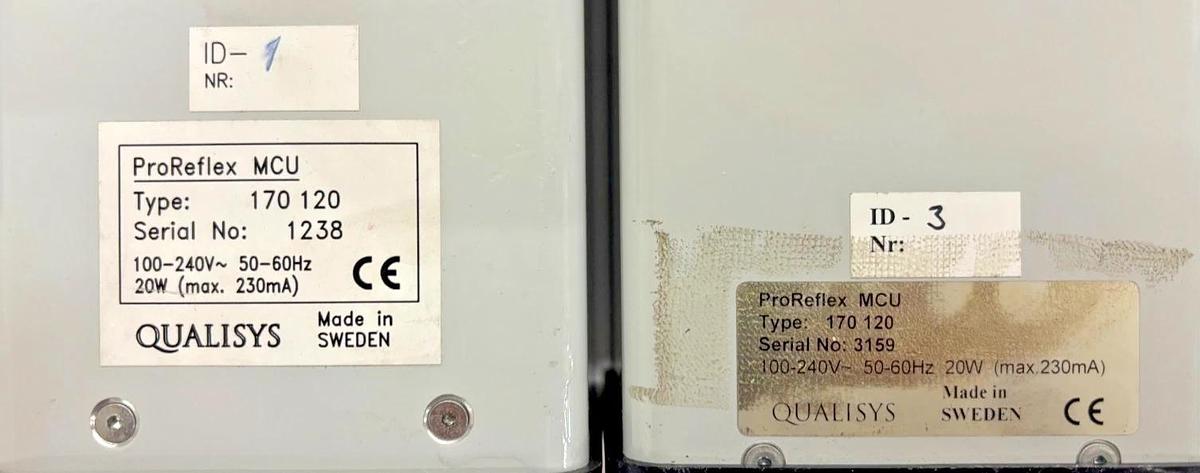 ID- 1
NR:
ProReflex MCU
Type: 170 120
Serial No: 1238
100-240V~ 50-60Hz
20W (max. 230mA)
CE
QUALISYS
Made in
SWEDEN
ID - 3
Nr:
ProReflex MCU
Type: 170 120
Serial No: 3159
100-240V~ 50-60Hz 20W (max.230mA)
QUALISYS
Made in
SWEDEN
CE